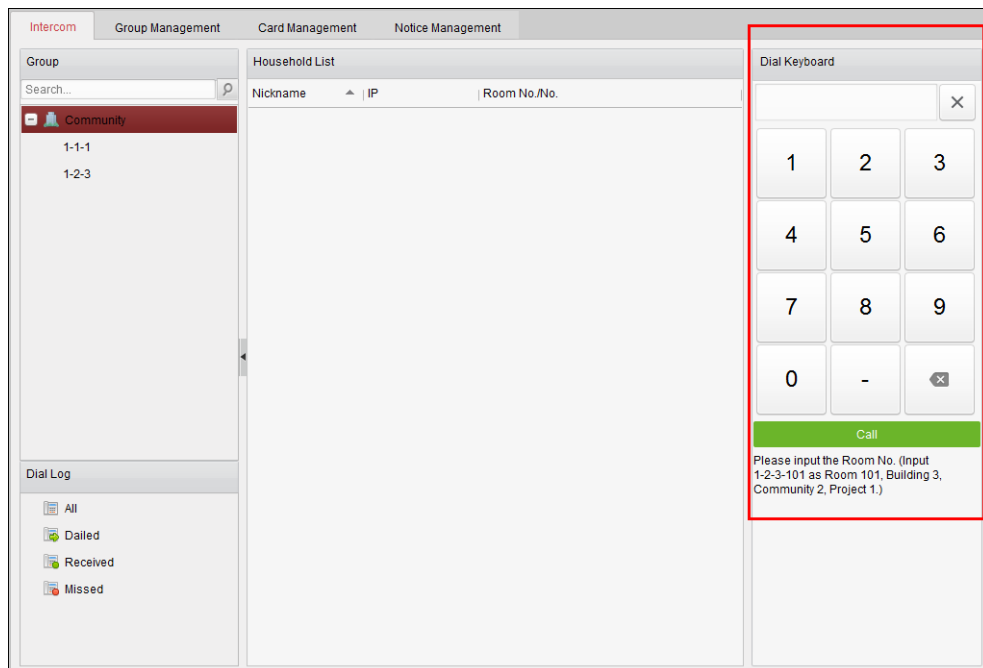 Intercom Group Management Card Management Notice Management
Group
Search...
Community
1-1-1
1-2-3
Dial Log
All
Dailed
Received
Missed
Household List
Nickname IP Room No./No.
Dial Keyboard
1 2 3
4 5 6
7 8 9
0 -
Call
Please input the Room No. (Input
1-2-3-101 as Room 101, Building 3,
Community 2, Project 1.)